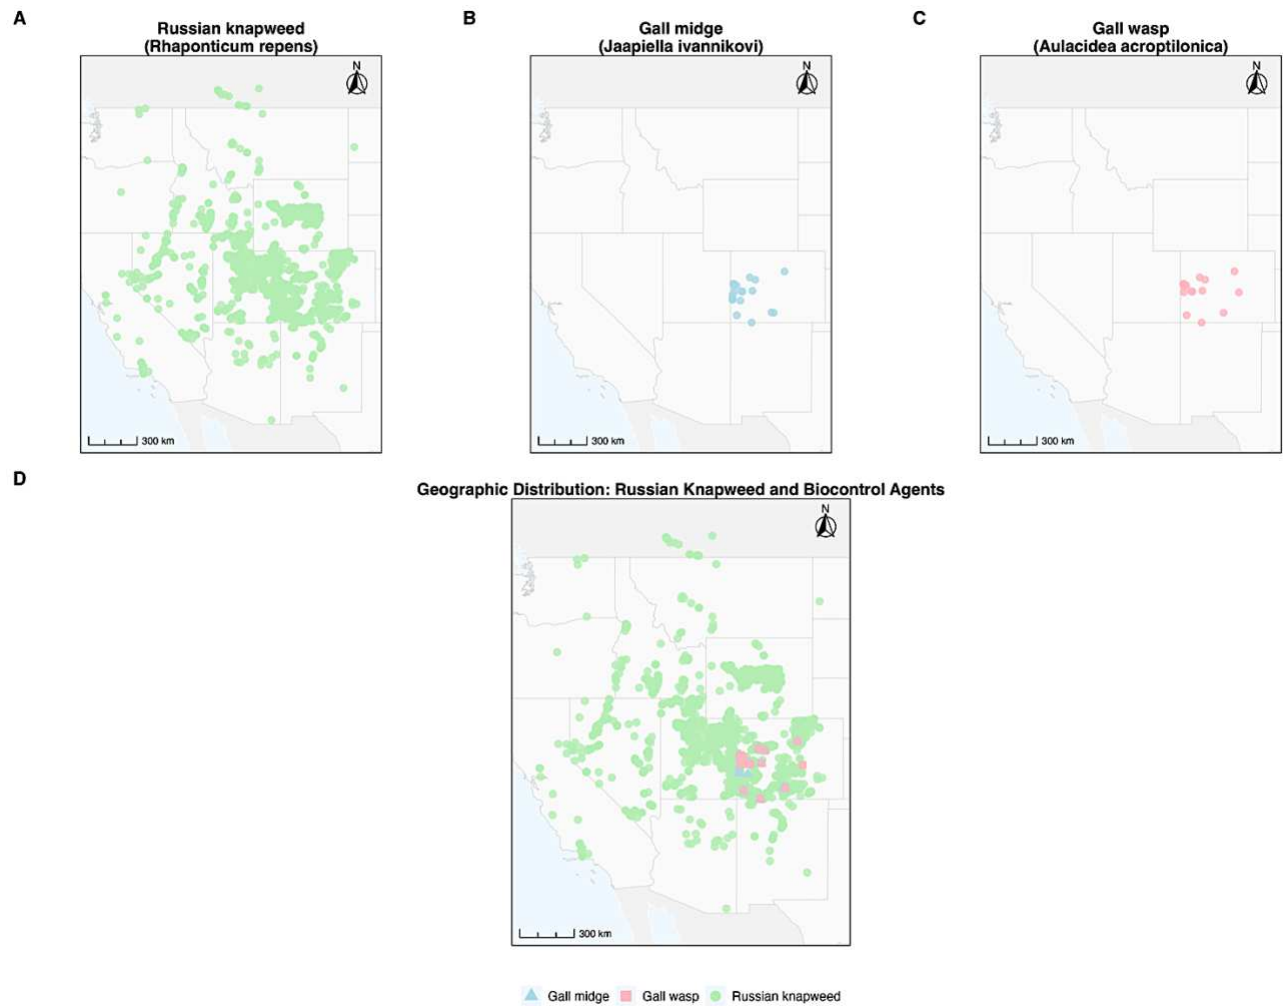 A
Russian knapweed
(Rhaponticum repens)
N
300 km
B
Gall midge
(Jaapiella ivannikovi)
N
300 km
C
Gall wasp
(Aulacidea acroptilonica)
N
300 km
D
Geographic Distribution: Russian Knapweed and Biocontrol Agents
N
300 km
Gall midge Gall wasp Russian knapweed